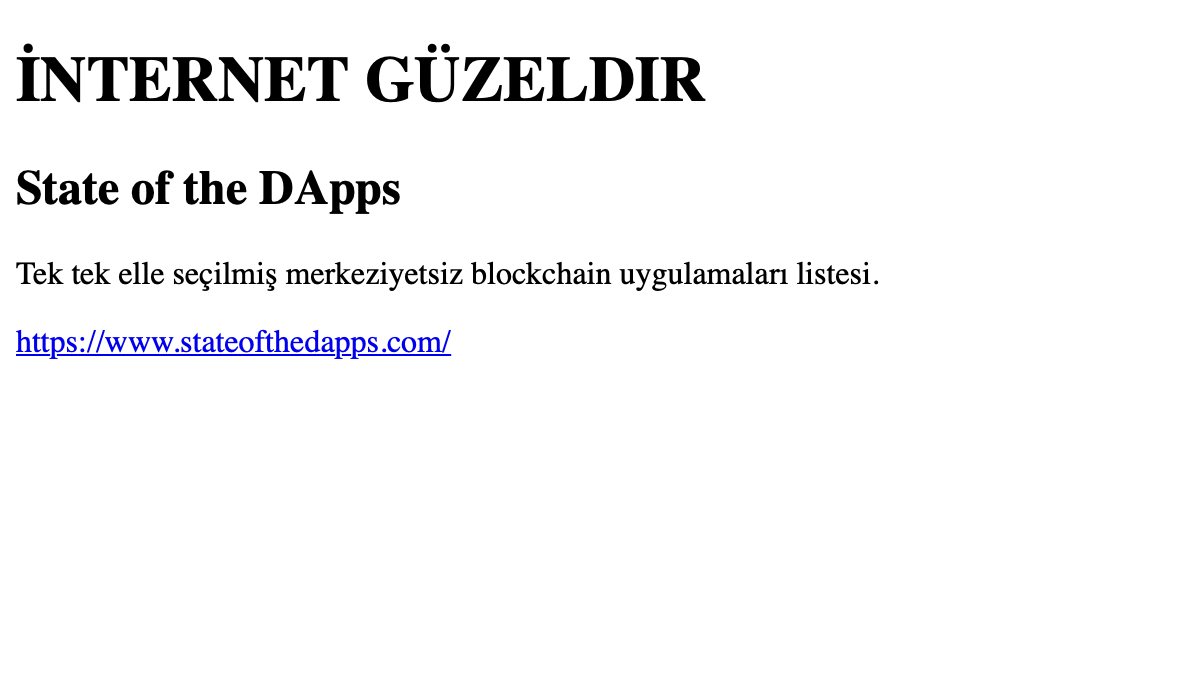 İNTERNET GÜZELDIR
State of the DApps
Tek tek elle seçilmiş merkeziyetsiz blockchain uygulamaları listesi.
https://www.stateofthedapps.com/